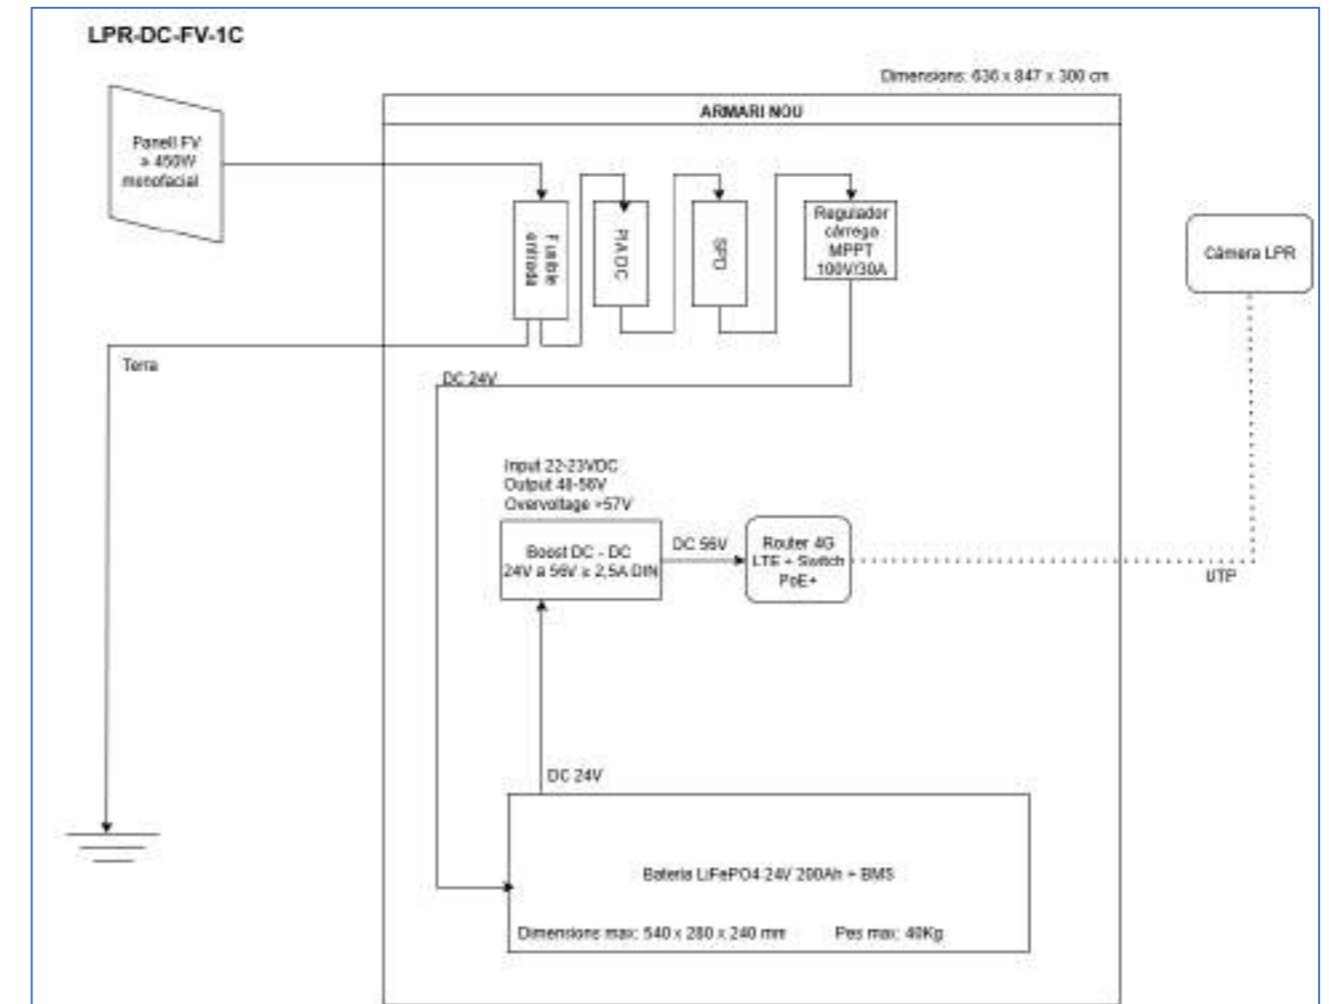 LPR-DC-FV-1C
Dimensions: 636 x 847 x 300 cm
ARMARI NOU
Panell FV
≥ 450W
monofacial
Fusible
entrada
PIA DC
SPD
Regulador
càrrega
MPPT
100V/30A
Càmera LPR
Terra
DC 24V
Input 22-23VDC
Output 48-56V
Overvoltage >57V
Boost DC - DC
24V a 56V ≥ 2,5A DIN
DC 56V
Router 4G
LTE + Switch
PoE+
UTP
DC 24V
Bateria LiFePO4 24V 200Ah + BMS
Dimensions max: 540 x 280 x 240 mm
Pes max: 40Kg